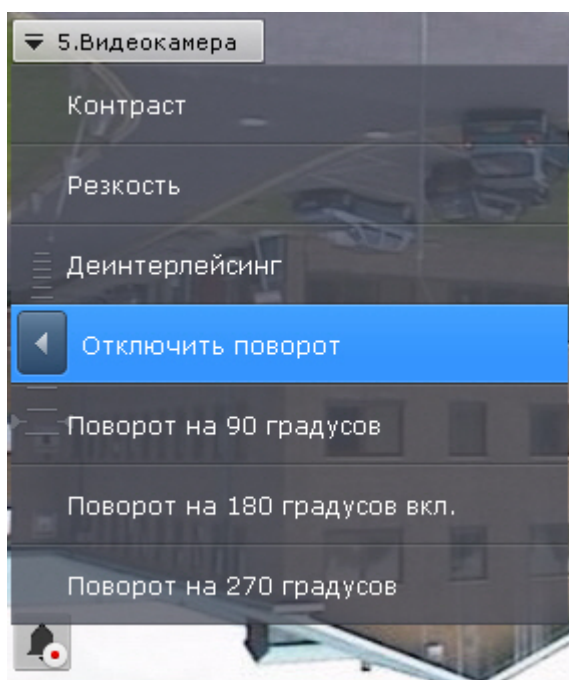 5.Видеокамера
Контраст
Резкость
Деинтерлейсинг
Отключить поворот
Поворот на 90 градусов
Поворот на 180 градусов вкл.
Поворот на 270 градусов